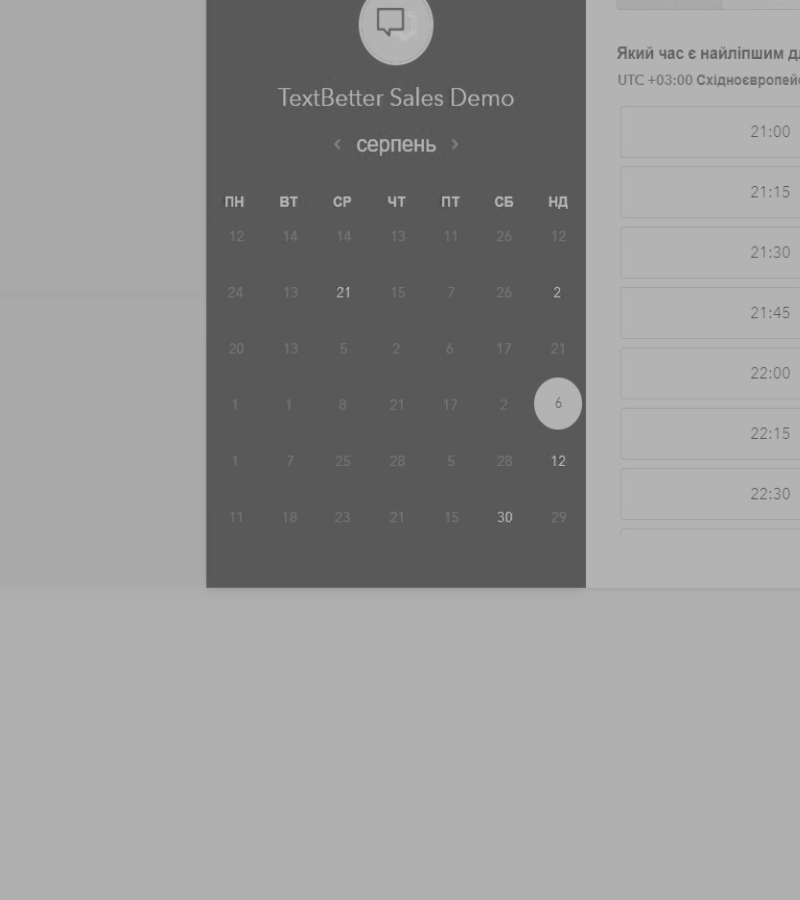 TextBetter Sales Demo
‹ серпень ›
ПН ВТ СР ЧТ ПТ СБ НД
12 14 14 13 11 26 12
24 13 21 15 7 26 2
20 13 5 2 6 17 21
1 1 8 21 17 2 6
1 7 25 28 5 28 12
11 18 23 21 15 30 29
Який час є найліпшим
UTC +03:00
21:00
21:15
21:30
21:45
22:00
22:15
22:30